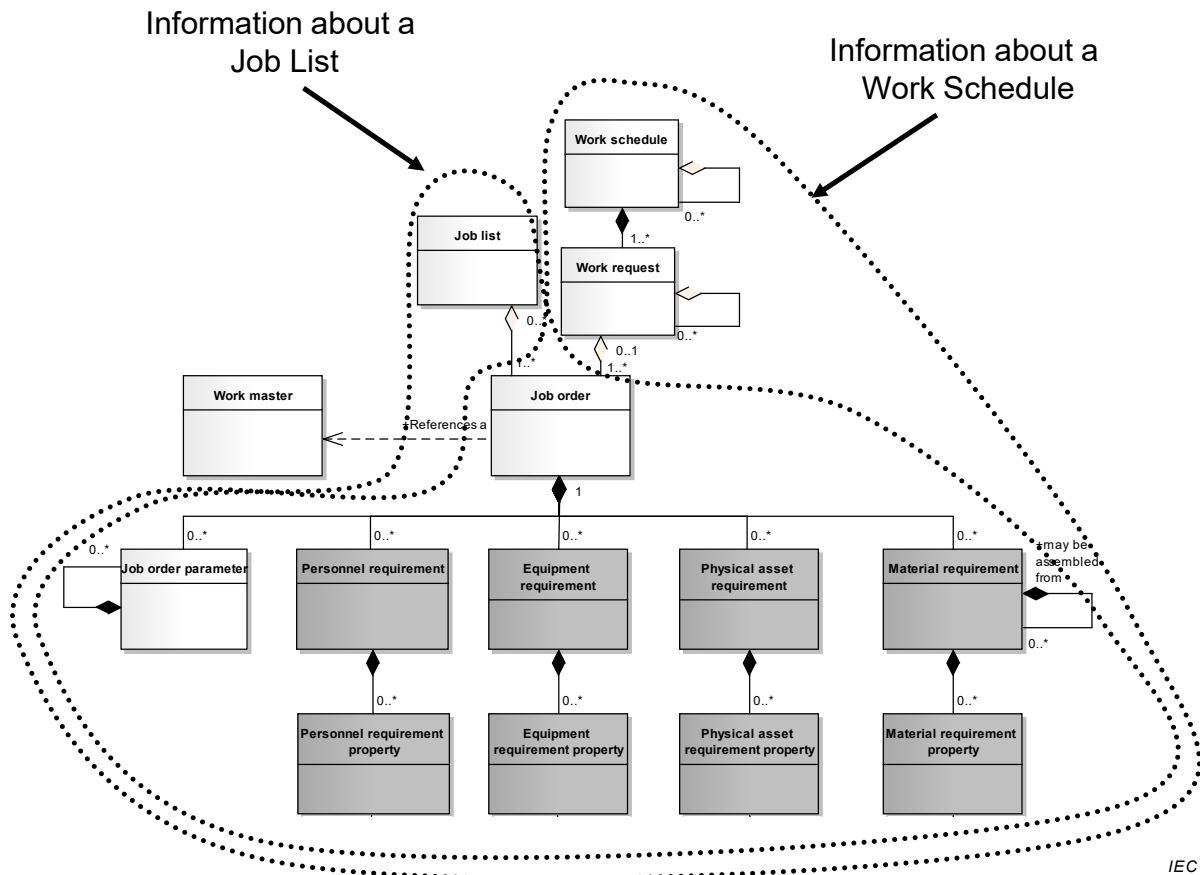 Information about a
Job List
Information about a
Work Schedule
Work schedule
0..*
1..*
Job list
Work request
0..*
0..*
0..1
1..*
1..*
Work master
Job order
+References a
1
0..*
0..*
0..*
0..*
0..*
0..*
+may be
assembled
from
Job order parameter
Personnel requirement
Equipment
requirement
Physical asset
requirement
Material requirement
0..*
0..*
0..*
0..*
0..*
Personnel requirement
property
Equipment
requirement property
Physical asset
requirement property
Material requirement
property
IEC